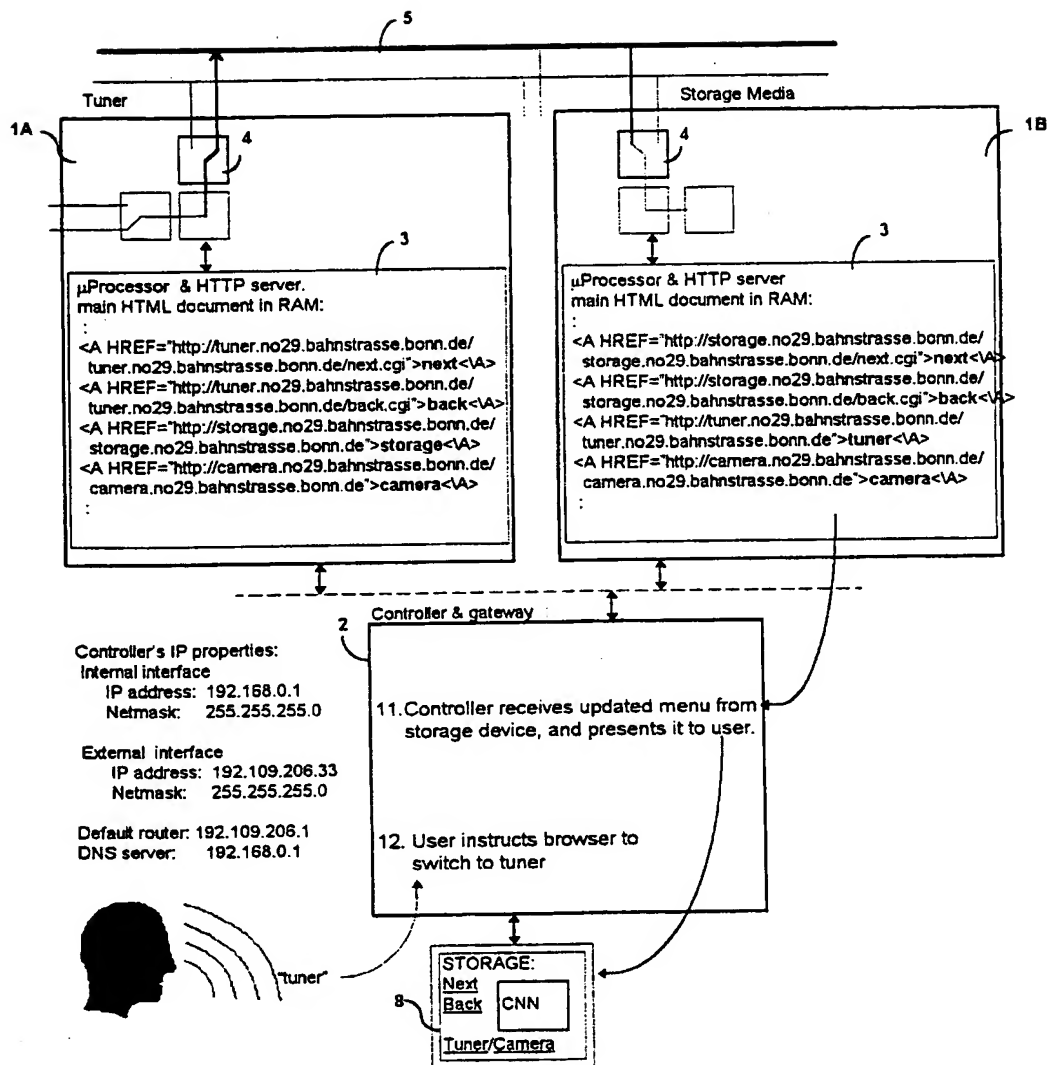 5
Tuner
Storage Media
1A
1B
4
4
3
3
µProcessor & HTTP server.
main HTML document in RAM:
:
<A HREF="http://tuner.no29.bahnstrasse.bonn.de/
tuner.no29.bahnstrasse.bonn.de/next.cgi">next<\A>
<A HREF="http://tuner.no29.bahnstrasse.bonn.de/
tuner.no29.bahnstrasse.bonn.de/back.cgi">back<\A>
<A HREF="http://storage.no29.bahnstrasse.bonn.de/
storage.no29.bahnstrasse.bonn.de">storage<\A>
<A HREF="http://camera.no29.bahnstrasse.bonn.de/
camera.no29.bahnstrasse.bonn.de">camera<\A>
:
µProcessor & HTTP server
main HTML document in RAM:
:
<A HREF="http://storage.no29.bahnstrasse.bonn.de/
storage.no29.bahnstrasse.bonn.de/next.cgi">next<\A>
<A HREF="http://storage.no29.bahnstrasse.bonn.de/
storage.no29.bahnstrasse.bonn.de/back.cgi">back<\A>
<A HREF="http://tuner.no29.bahnstrasse.bonn.de/
tuner.no29.bahnstrasse.bonn.de">tuner<\A>
<A HREF="http://camera.no29.bahnstrasse.bonn.de/
camera.no29.bahnstrasse.bonn.de">camera<\A>
:
Controller & gateway
2
Controller's IP properties:
Internal interface
IP address: 192.168.0.1
Netmask: 255.255.255.0
External interface
IP address: 192.109.206.33
Netmask: 255.255.255.0
Default router: 192.109.206.1
DNS server: 192.168.0.1
11.Controller receives updated menu from
storage device, and presents it to user.
12. User instructs browser to
switch to tuner
"tuner"
STORAGE:
Next
Back
CNN
8
Tuner/Camera